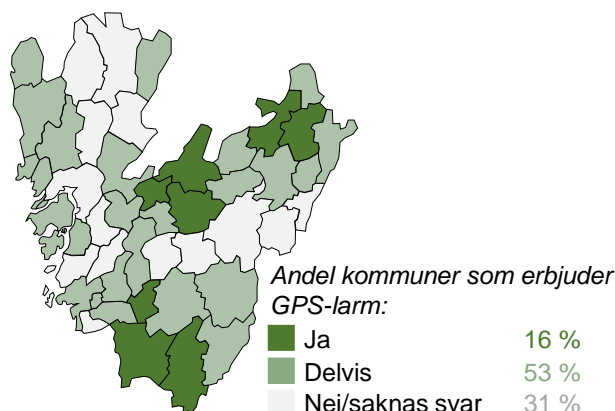 Andel kommuner som erbjuder
GPS-larm:
Ja 16 %
Delvis 53 %
Nej/saknas svar 31 %